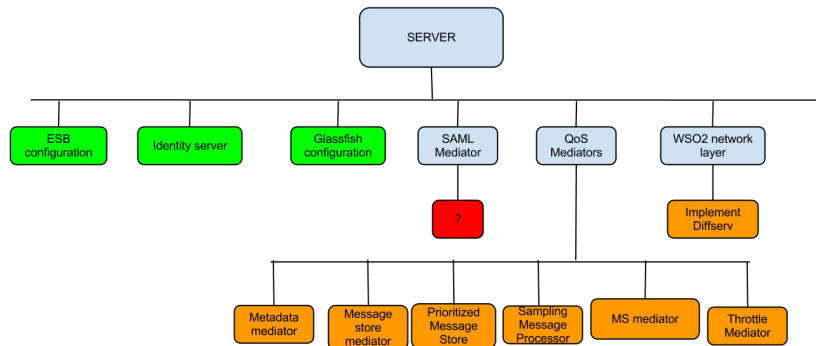 SERVER
ESB
configuration
Identity server
Glassfish
configuration
SAML
Mediator
QoS
Mediators
WSO2 network
layer
?
Implement
Diffserv
Metadata
mediator
Message
store
mediator
Prioritized
Message
Store
Sampling
Message
Processor
MS mediator
Throttle
Mediator